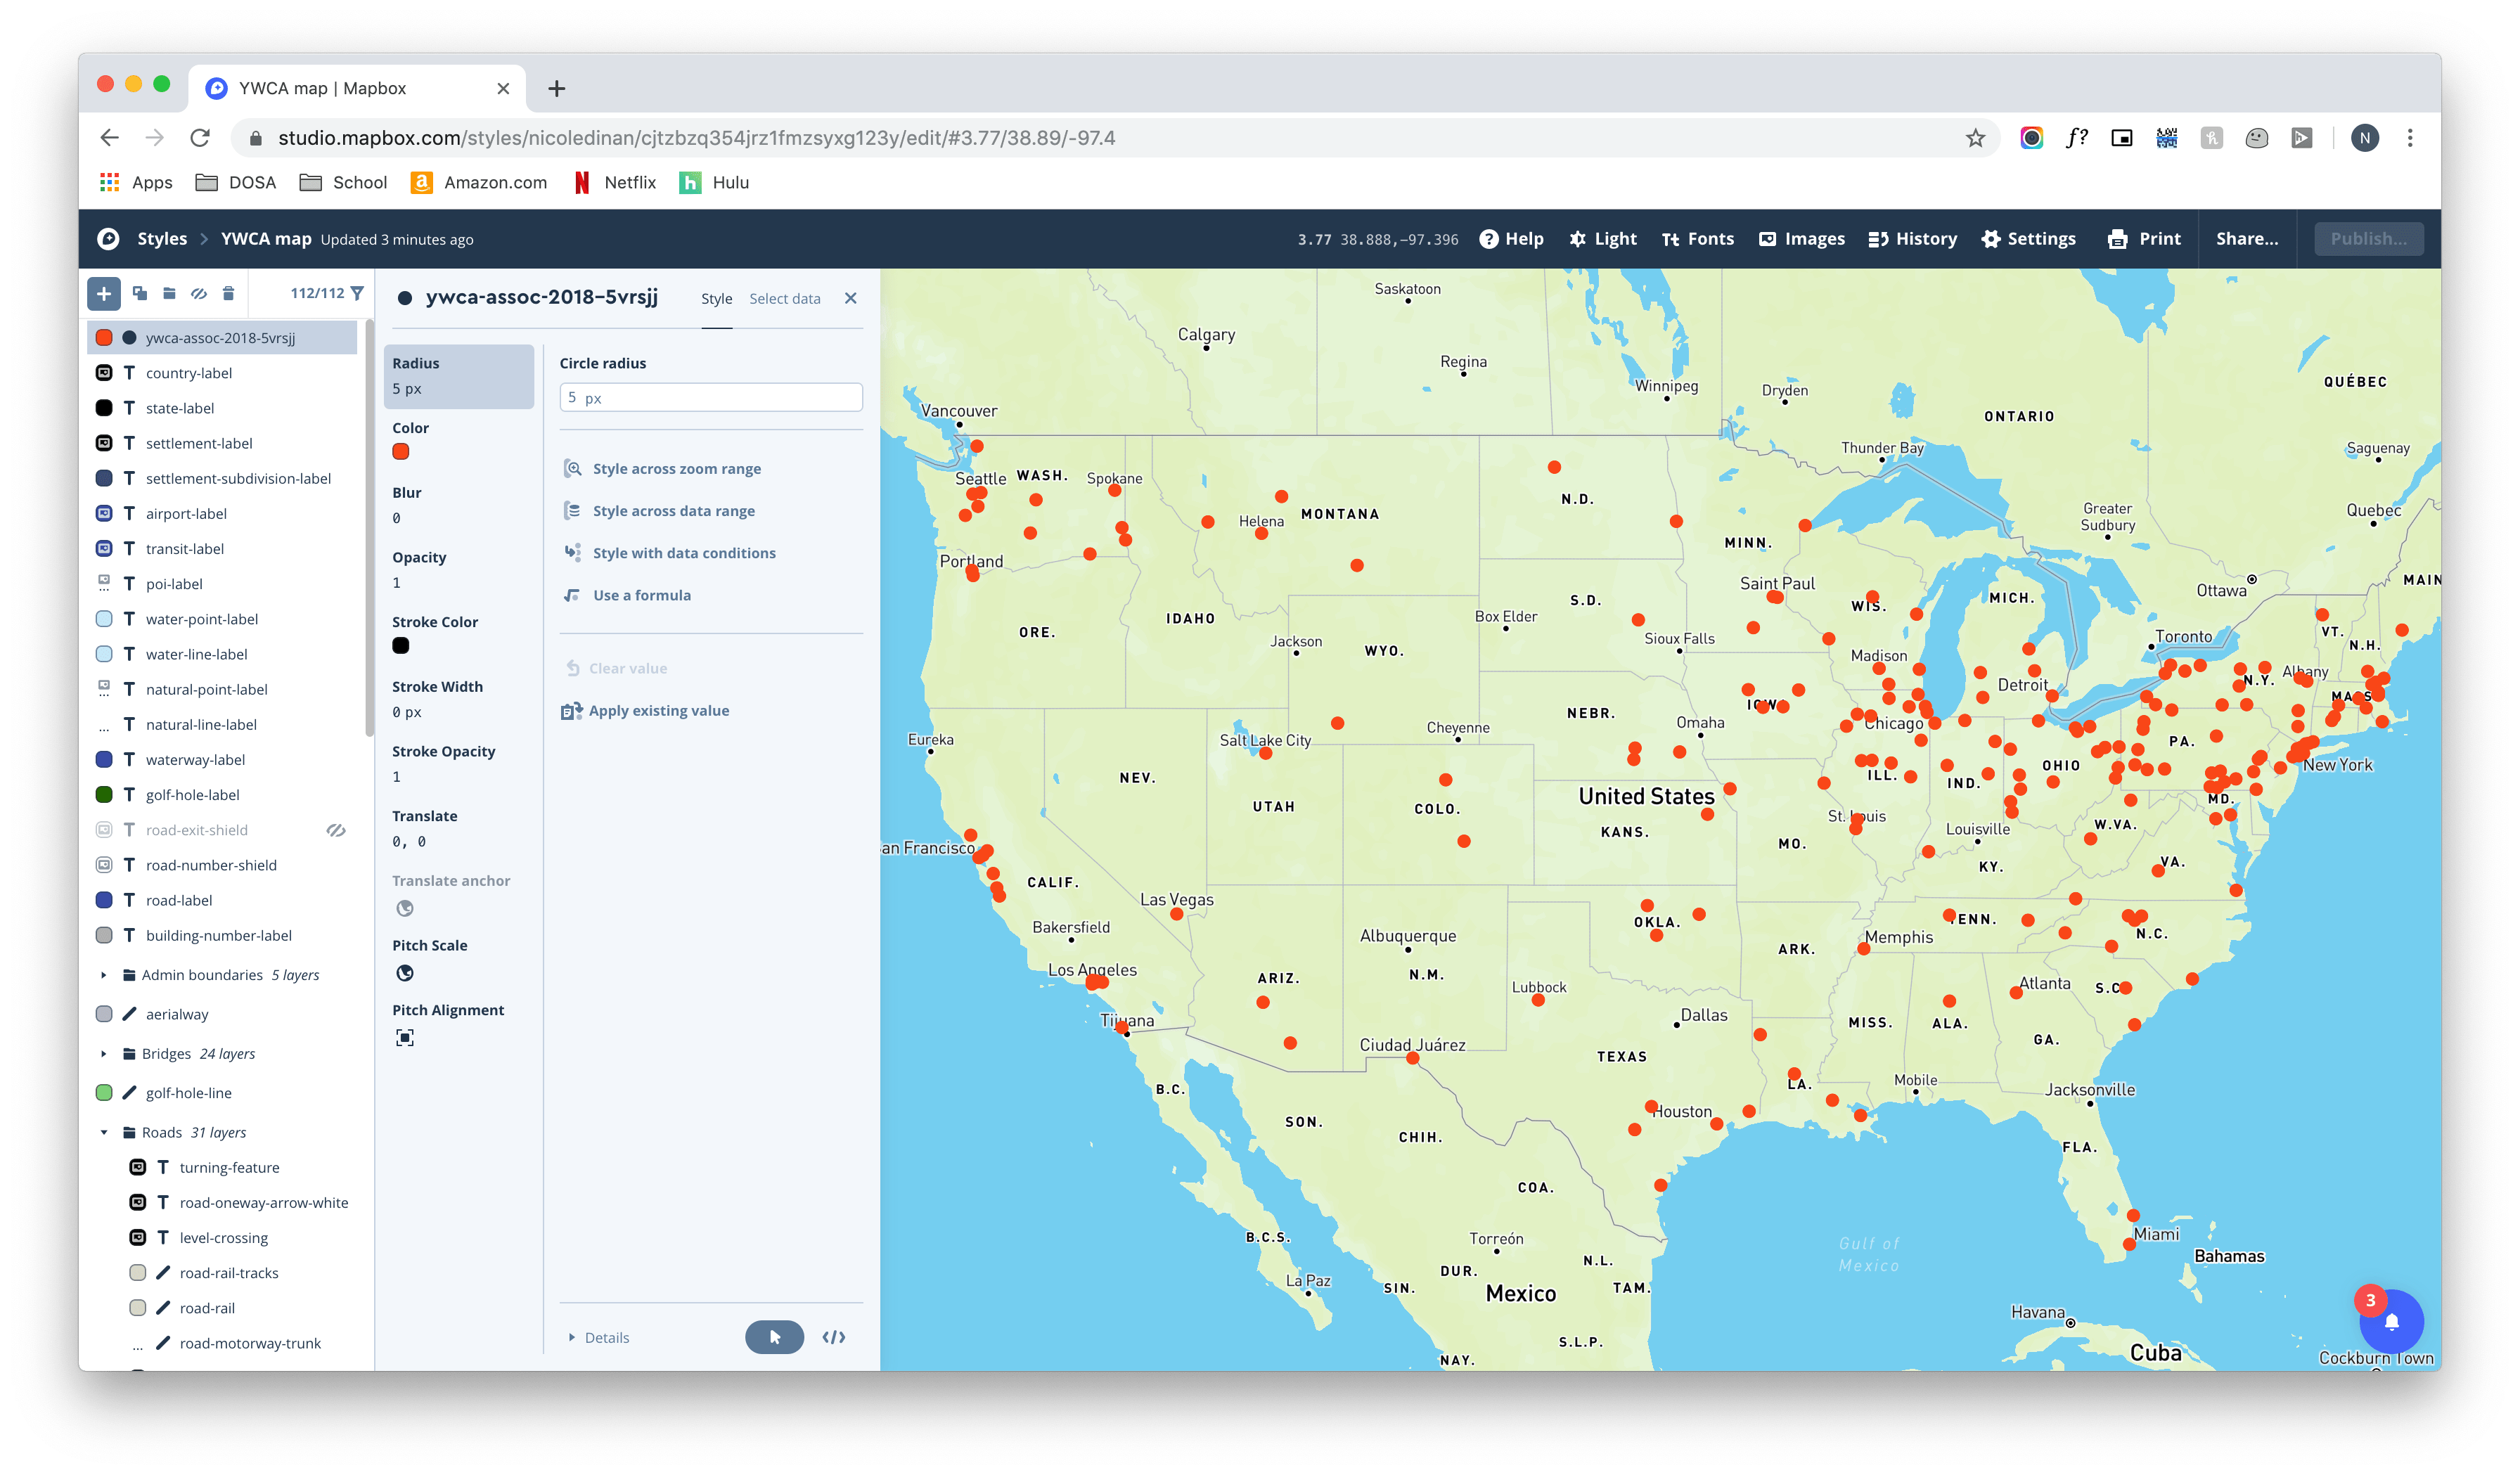 YWCA map | Mapbox
studio.mapbox.com/styles/nicoledinan/cjtzbzq354jrz1fmzsyxg123y/edit/#3.77/38.89/-97.4
f?
N
Apps DOSA School Amazon.com Netflix Hulu
Styles > YWCA map Updated 3 minutes ago
3.77 38.888,-97.396 Help Light Fonts Images History Settings Print Share... Publish...
112/112
ywca-assoc-2018-5vrsjj
country-label
state-label
settlement-label
settlement-subdivision-label
airport-label
transit-label
poi-label
water-point-label
water-line-label
natural-point-label
natural-line-label
waterway-label
golf-hole-label
road-exit-shield
road-number-shield
road-label
building-number-label
Admin boundaries 5 layers
aerialway
Bridges 24 layers
golf-hole-line
Roads 31 layers
turning-feature
road-oneway-arrow-white
level-crossing
road-rail-tracks
road-rail
road-motorway-trunk
ywca-assoc-2018-5vrsjj
Style Select data
Radius
5 px
Color
Blur
0
Opacity
1
Stroke Color
Stroke Width
0 px
Stroke Opacity
1
Translate
0, 0
Translate anchor
Pitch Scale
Pitch Alignment
Circle radius
5 px
Style across zoom range
Style across data range
Style with data conditions
Use a formula
Clear value
Apply existing value
Details
</>
Saskatoon
Calgary
Regina
Winnipeg
Dryden
QUÉBEC
ONTARIO
Vancouver
Thunder Bay
Saguenay
Seattle
WASH.
Spokane
N.D.
Helena
MONTANA
Greater
Sudbury
Quebec
MINN.
Portland
Saint Paul
Ottawa
MAIN
S.D.
WIS.
MICH.
IDAHO
Box Elder
ORE.
Jackson
WYO.
Sioux Falls
Toronto
VT.
N.H.
Madison
Detroit
N.Y.
Albany
MASS
IOWA
NEBR.
Omaha
Chicago
Eureka
Salt Lake City
Cheyenne
PA.
NEV.
UTAH
COLO.
United States
ILL.
IND.
OHIO
New York
MD.
St. Louis
KANS.
MO.
Louisville
W.VA.
an Francisco
CALIF.
KY.
VA.
Las Vegas
Bakersfield
Albuquerque
OKLA.
TENN.
N.C.
ARK.
Memphis
Los Angeles
ARIZ.
N.M.
Lubbock
Atlanta
S.C
Tijuana
Dallas
MISS.
ALA.
GA.
Ciudad Juárez
TEXAS
B.C.
LA.
Mobile
Jacksonville
Houston
SON.
CHIH.
FLA.
COA.
B.C.S.
Torreón
N.L.
Gulf of
Mexico
Miami
Bahamas
DUR.
La Paz
SIN.
Mexico
TAM.
Havana
3
S.L.P.
NAY.
Cuba
Cockburn Town